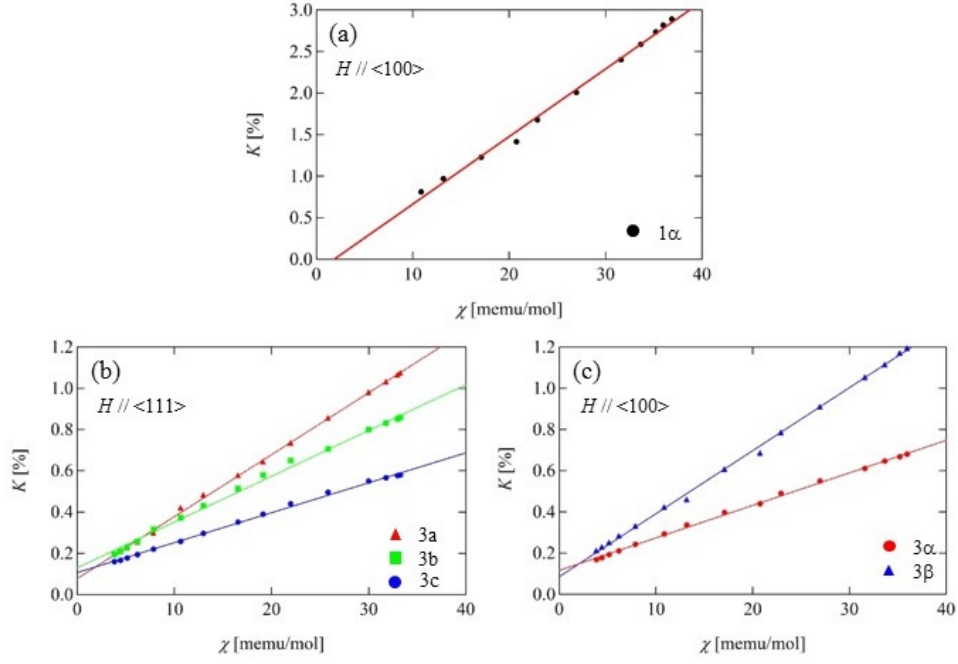 3.0
(a)
2.5
H // <100>
2.0
K [%]
1.5
1.0
0.5
1α
0.0
0 10 20 30 40
χ [memu/mol]
1.2
(b)
1.0
H // <111>
0.8
K [%]
0.6
0.4
3a
3b
0.2
3c
0.0
0 10 20 30 40
χ [memu/mol]
1.2
(c)
1.0
H // <100>
0.8
K [%]
0.6
0.4
3α
0.2
3β
0.0
0 10 20 30 40
χ [memu/mol]